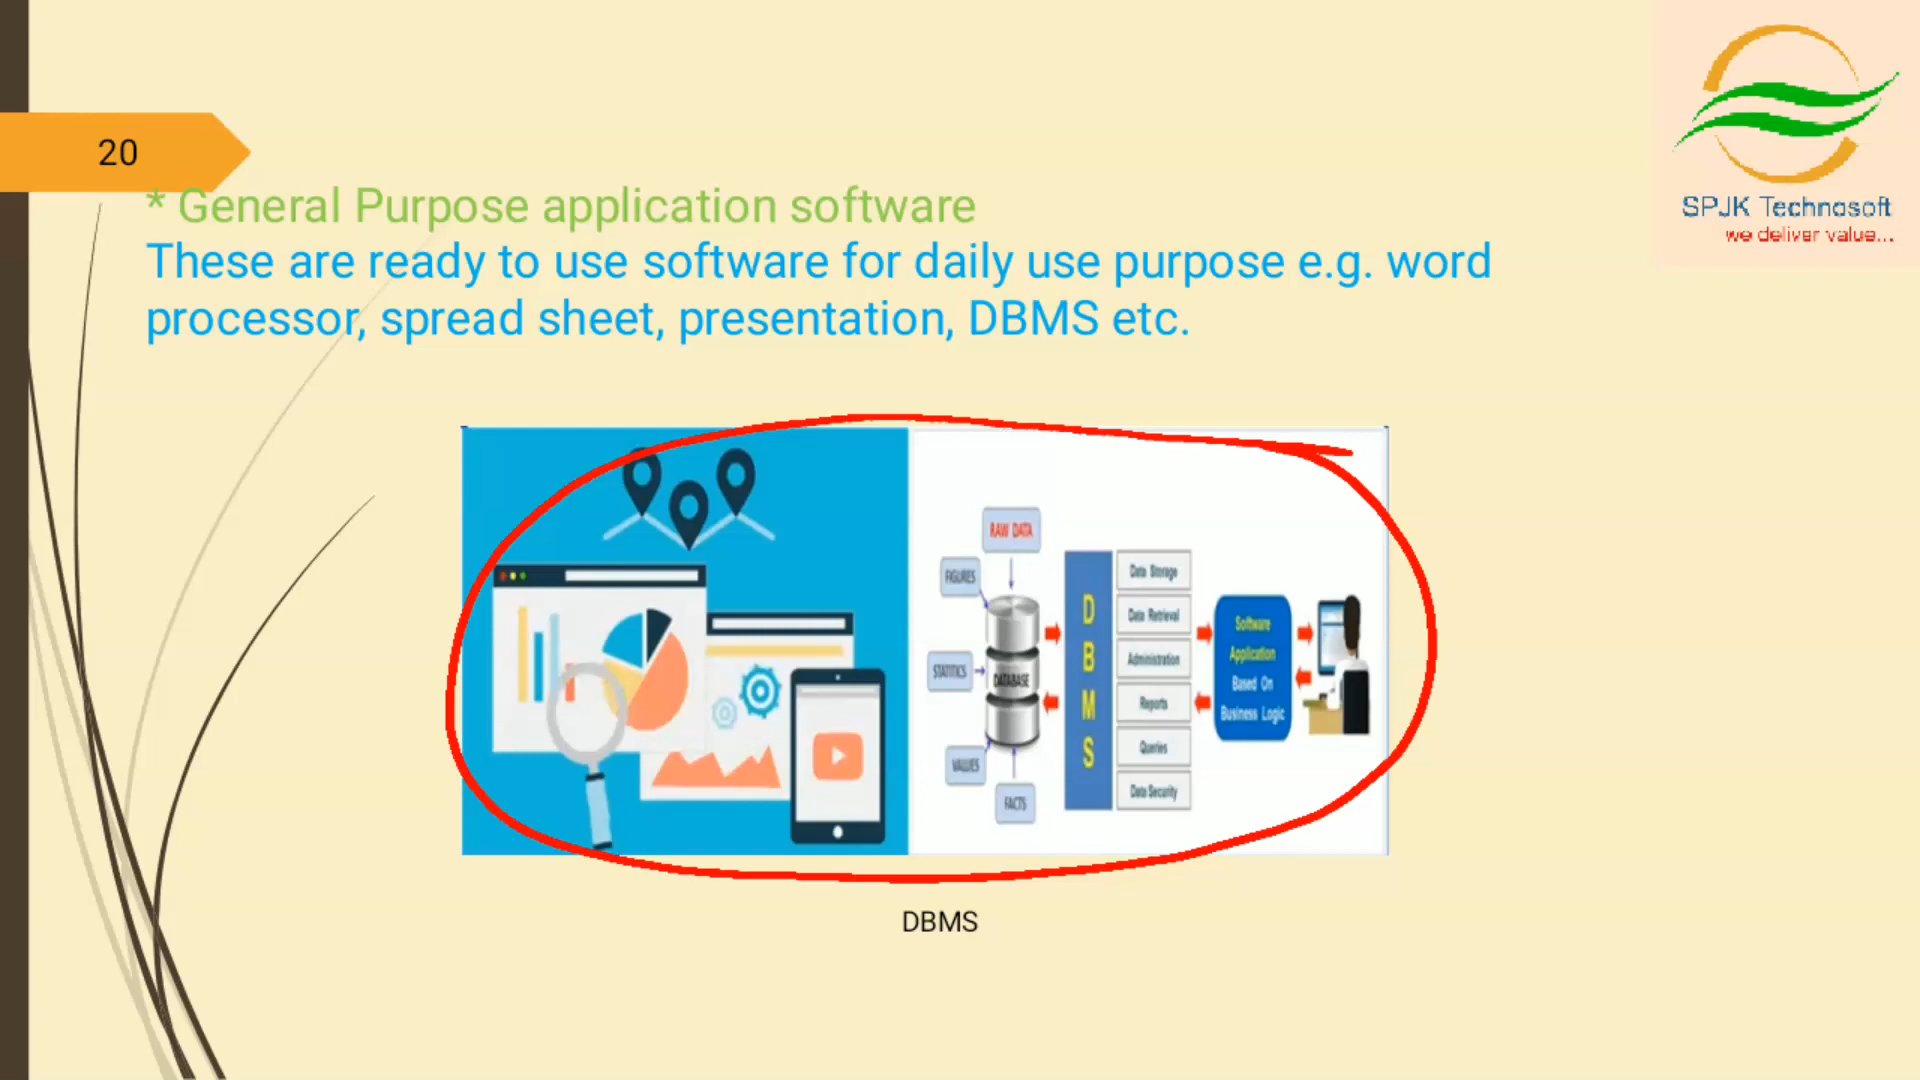 20
* General Purpose application software
These are ready to use software for daily use purpose e.g. word
processor, spread sheet, presentation, DBMS etc.
SPJK Technosoft
we deliver value...
RAW DATA
FIGURES
STATITICS
DATABASE
VALUES
FACTS
D
B
M
S
Data Storage
Data Retrieval
Administration
Reports
Queries
Data Security
Software
Application
Based On
Business Logic
DBMS